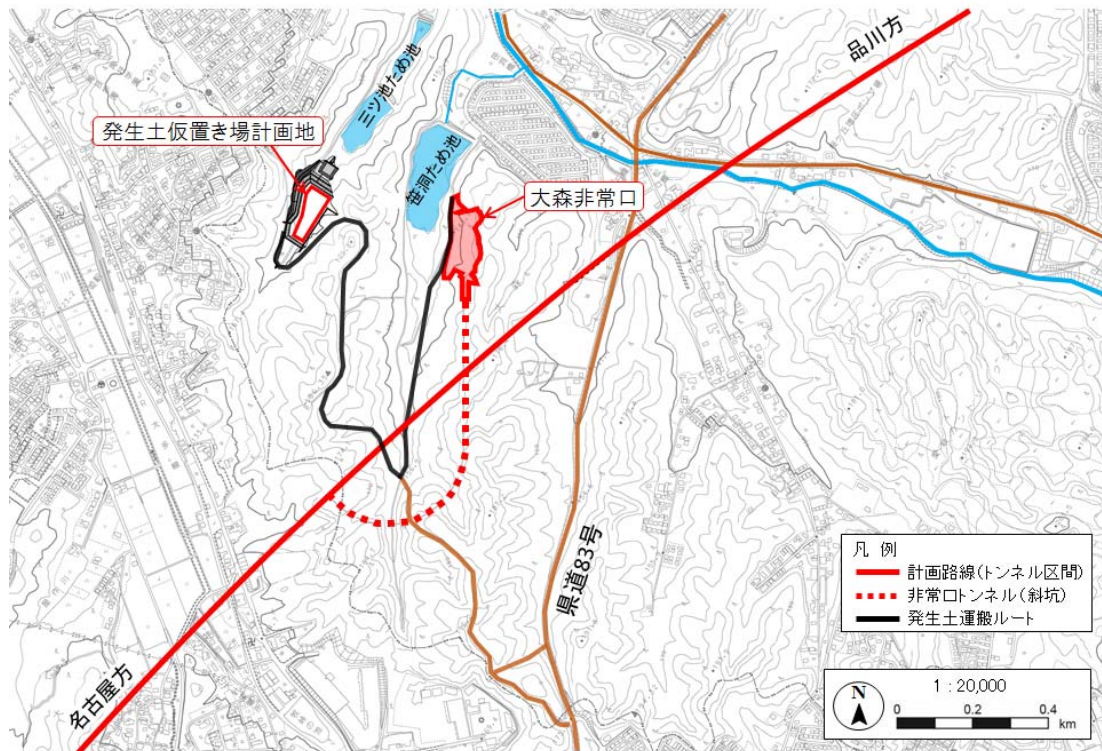 品川方
三ツ池ため池
発生土仮置き場計画地
笹洞ため池
大森非常口
県道83号
名古屋方
凡 例
計画路線(トンネル区間)
非常口トンネル(斜坑)
発生土運搬ルート
N
1 : 20,000
0 0.2 0.4
km